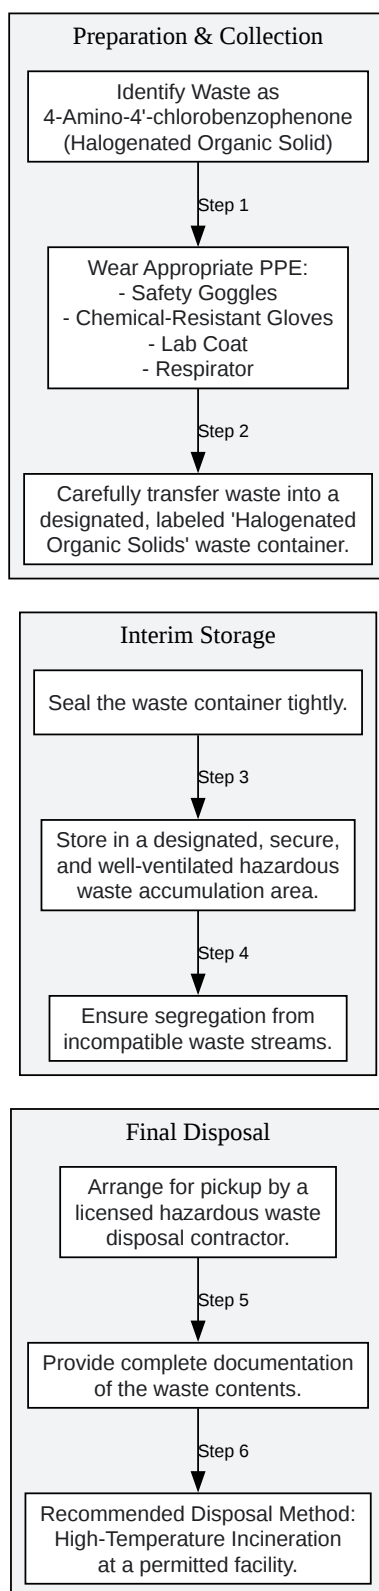 Preparation & Collection
Identify Waste as
4-Amino-4'-chlorobenzophenone
(Halogenated Organic Solid)
Step 1
Wear Appropriate PPE:
- Safety Goggles
- Chemical-Resistant Gloves
- Lab Coat
- Respirator
Step 2
Carefully transfer waste into a
designated, labeled 'Halogenated
Organic Solids' waste container.
Interim Storage
Seal the waste container tightly.
Step 3
Store in a designated, secure,
and well-ventilated hazardous
waste accumulation area.
Step 4
Ensure segregation from
incompatible waste streams.
Final Disposal
Arrange for pickup by a
licensed hazardous waste
disposal contractor.
Step 5
Provide complete documentation
of the waste contents.
Step 6
Recommended Disposal Method:
High-Temperature Incineration
at a permitted facility.